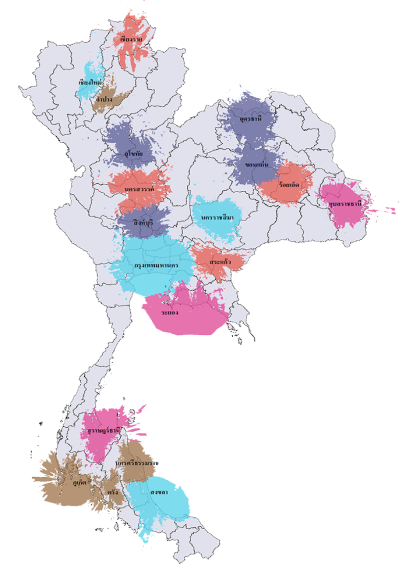 เชียงราย
เชียงใหม่
ลำปาง
อุดรธานี
สุโขทัย
ขอนแก่น
ร้อยเอ็ด
นครสวรรค์
อุบลราชธานี
นครราชสีมา
สิงห์บุรี
สระแก้ว
กรุงเทพมหานคร
ระยอง
สุราษฎร์ธานี
นครศรีธรรมราช
ภูเก็ต
ตรัง
สงขลา